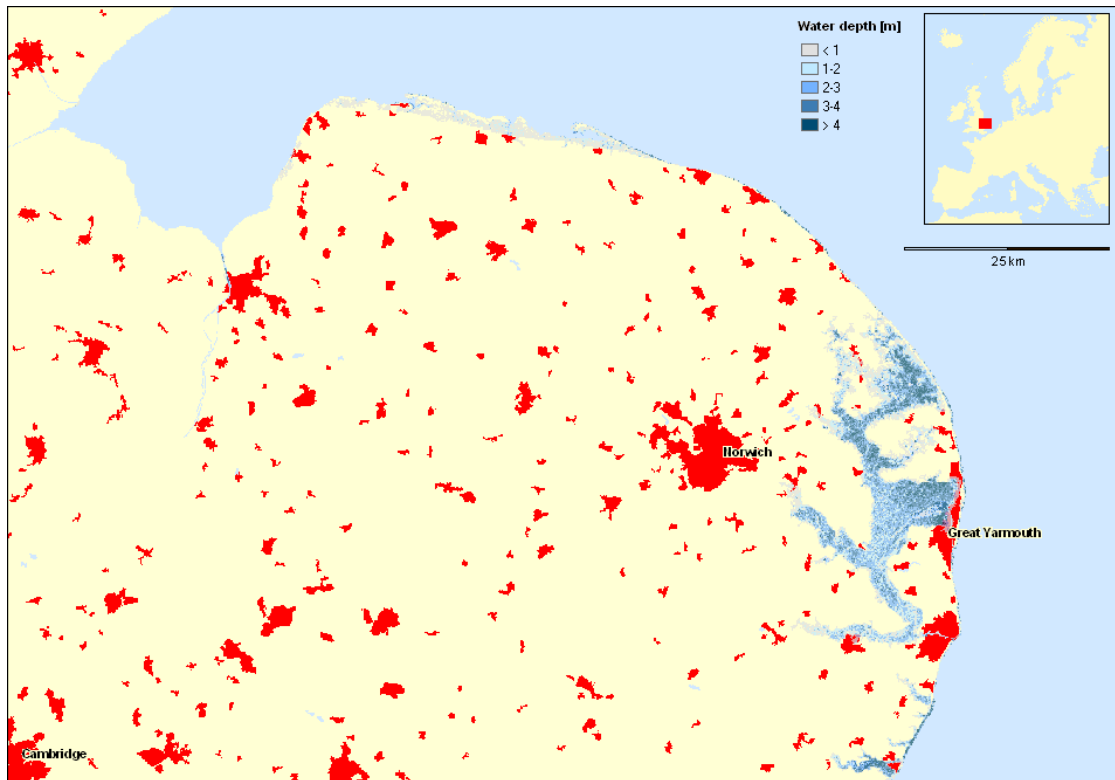 Water depth [m]
< 1
1-2
2-3
3-4
> 4
25km
Norwich
Great Yarmouth
Cambridge